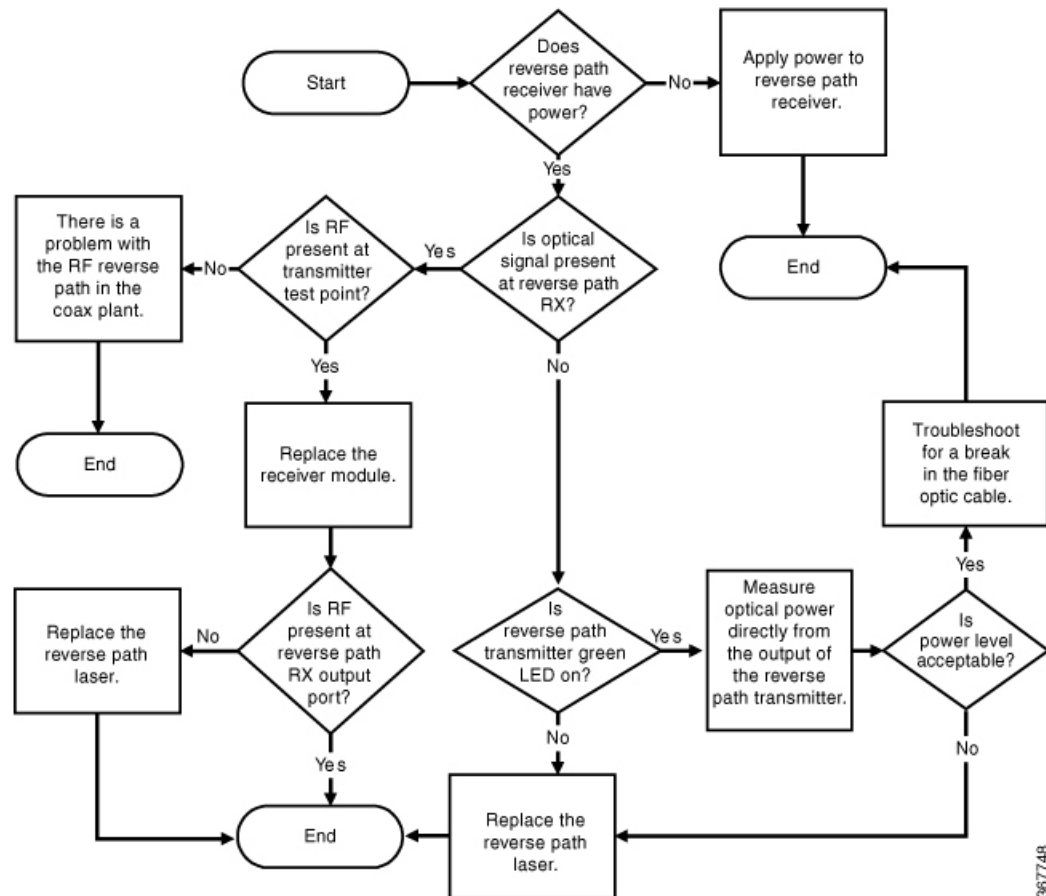 Start
Does
reverse path
receiver have
power?
No
Apply power to
reverse path
receiver.
Yes
End
There is a
problem with
the RF reverse
path in the
coax plant.
No
Is RF
present at
transmitter
test point?
Yes
Is optical
signal present
at reverse path
RX?
Yes
No
End
Replace the
receiver module.
Troubleshoot
for a break
in the fiber
optic cable.
Yes
Replace the
reverse path
laser.
No
Is RF
present at
reverse path
RX output
port?
Is
reverse path
transmitter green
LED on?
Yes
Measure
optical power
directly from
the output of
the reverse
path transmitter.
Is
power level
acceptable?
Yes
No
No
End
Replace the
reverse path
laser.
367748